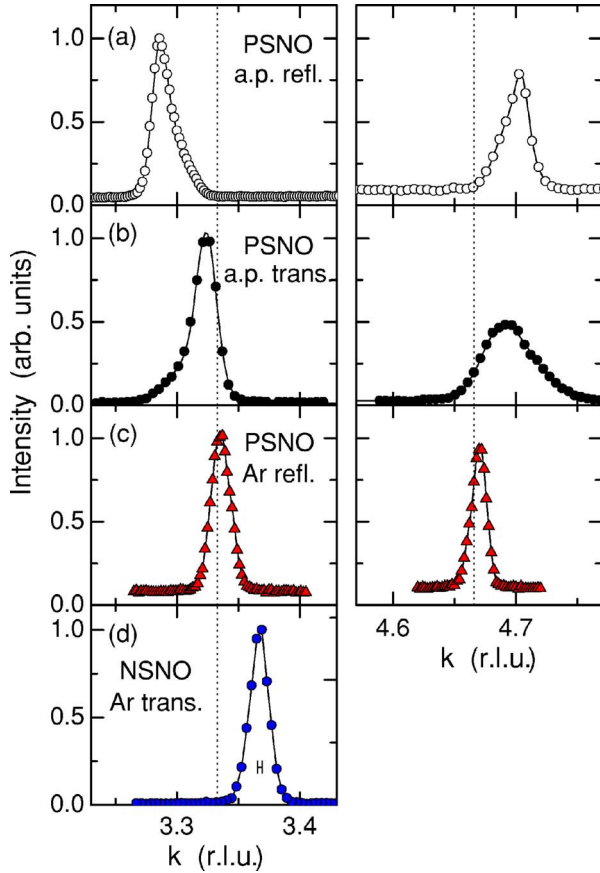 Intensity (arb. units)
(a) PSNO
a.p. refl.
1.0
0.5
0.0
(b) PSNO
a.p. trans.
1.0
0.5
0.0
(c) PSNO
Ar refl.
1.0
0.5
0.0
4.6 4.7
k (r.l.u.)
(d) NSNO
Ar trans.
1.0
0.5
0.0
H
3.3 3.4
k (r.l.u.)